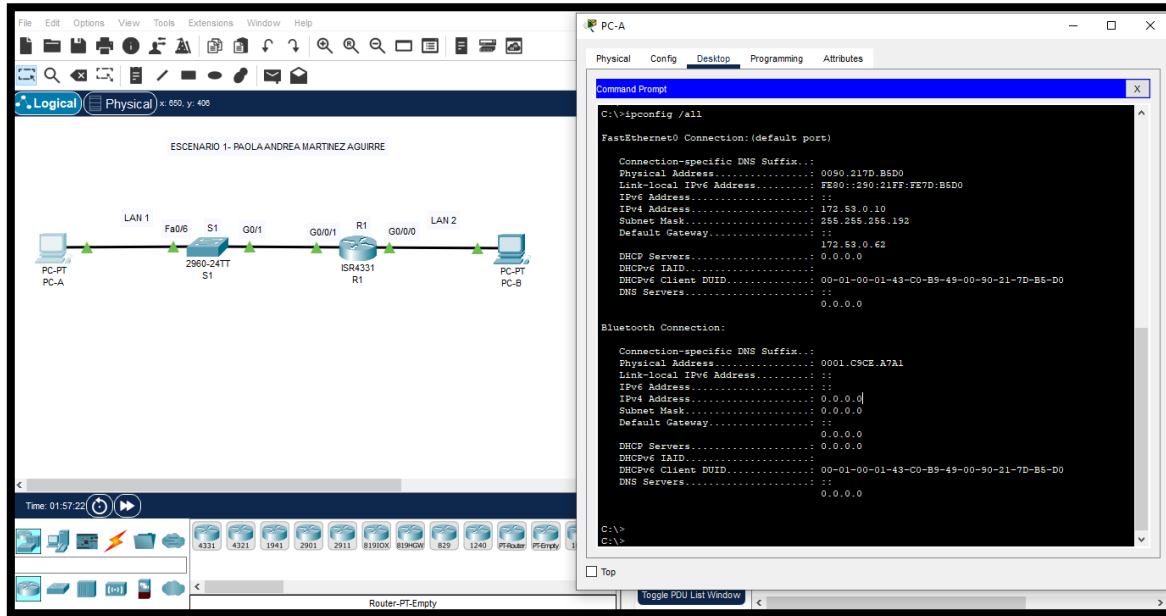 File Edit Options View Tools Extensions Window Help
Logical Physical x: 650, y: 406
ESCENARIO 1- PAOLA ANDREA MARTINEZ AGUIRRE
LAN 1
Fa0/6 S1 G0/1
G0/0/1 R1 G0/0/0
LAN 2
PC-PT
PC-A
2960-24TT
S1
ISR4331
R1
PC-PT
PC-B
Time: 01:57:22
4331 4321 1941 2901 2911 819IOX 819HGW 829 1240 PT-Router PT-Empty
Router-PT-Empty
PC-A
Physical Config Desktop Programming Attributes
Command Prompt X
C:\>ipconfig /all
FastEthernet0 Connection:(default port)
Connection-specific DNS Suffix..:
Physical Address................: 0090.217D.B5D0
Link-local IPv6 Address.........: FE80::290:21FF:FE7D:B5D0
IPv6 Address....................: ::
IPv4 Address....................: 172.53.0.10
Subnet Mask.....................: 255.255.255.192
Default Gateway.................: ::
172.53.0.62
DHCP Servers....................: 0.0.0.0
DHCPv6 IAID.....................:
DHCPv6 Client DUID..............: 00-01-00-01-43-C0-B9-49-00-90-21-7D-B5-D0
DNS Servers.....................: ::
0.0.0.0
Bluetooth Connection:
Connection-specific DNS Suffix..:
Physical Address................: 0001.C9CE.A7A1
Link-local IPv6 Address.........: ::
IPv6 Address....................: ::
IPv4 Address....................: 0.0.0.0
Subnet Mask.....................: 0.0.0.0
Default Gateway.................: ::
0.0.0.0
DHCP Servers....................: 0.0.0.0
DHCPv6 IAID.....................:
DHCPv6 Client DUID..............: 00-01-00-01-43-C0-B9-49-00-90-21-7D-B5-D0
DNS Servers.....................: ::
0.0.0.0
C:\>
C:\>
Top
Toggle PDU List Window